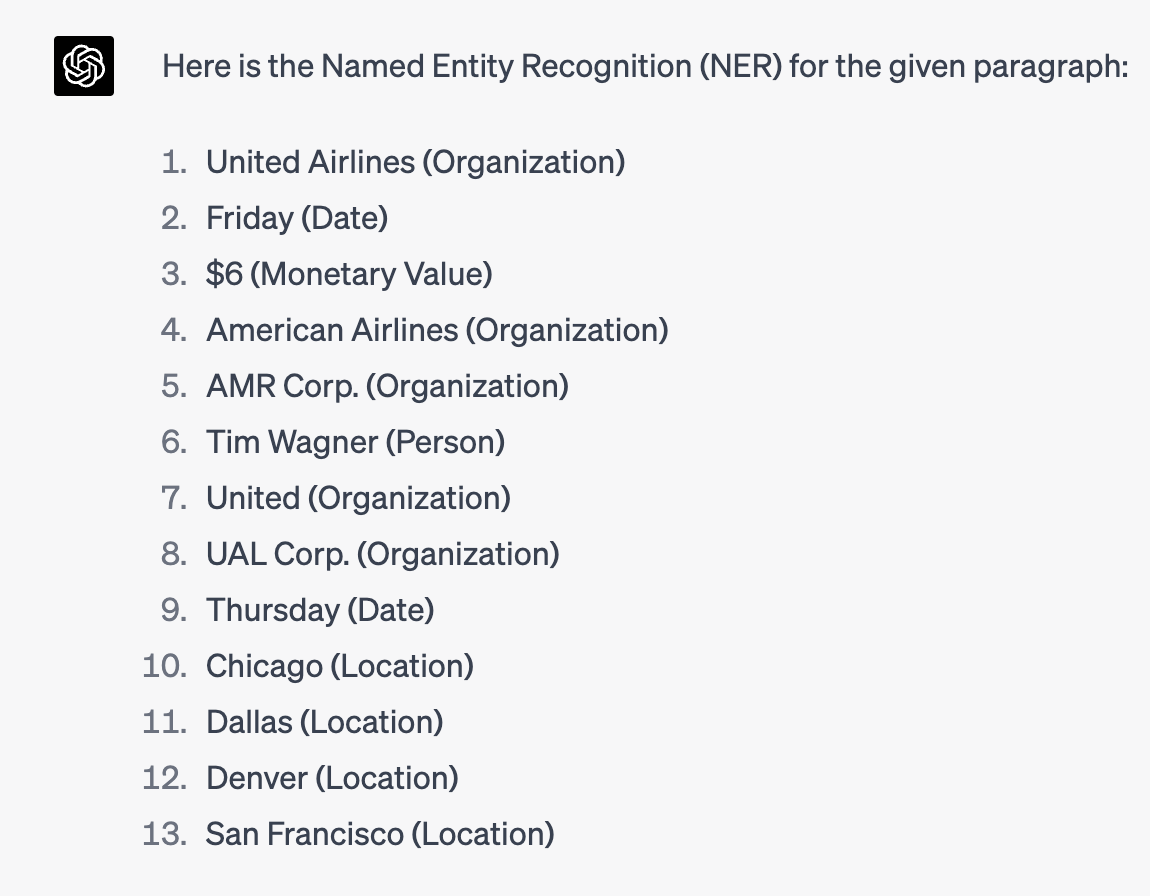 Here is the Named Entity Recognition (NER) for the given paragraph:
1. United Airlines (Organization)
2. Friday (Date)
3. $6 (Monetary Value)
4. American Airlines (Organization)
5. AMR Corp. (Organization)
6. Tim Wagner (Person)
7. United (Organization)
8. UAL Corp. (Organization)
9. Thursday (Date)
10. Chicago (Location)
11. Dallas (Location)
12. Denver (Location)
13. San Francisco (Location)